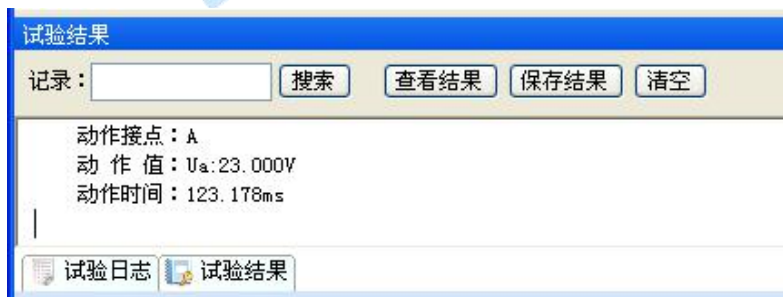 试验结果
记录： 搜索 查看结果 保存结果 清空
动作接点：A
动 作 值：Ua:23.000V
动作时间：123.178ms
试验日志 试验结果